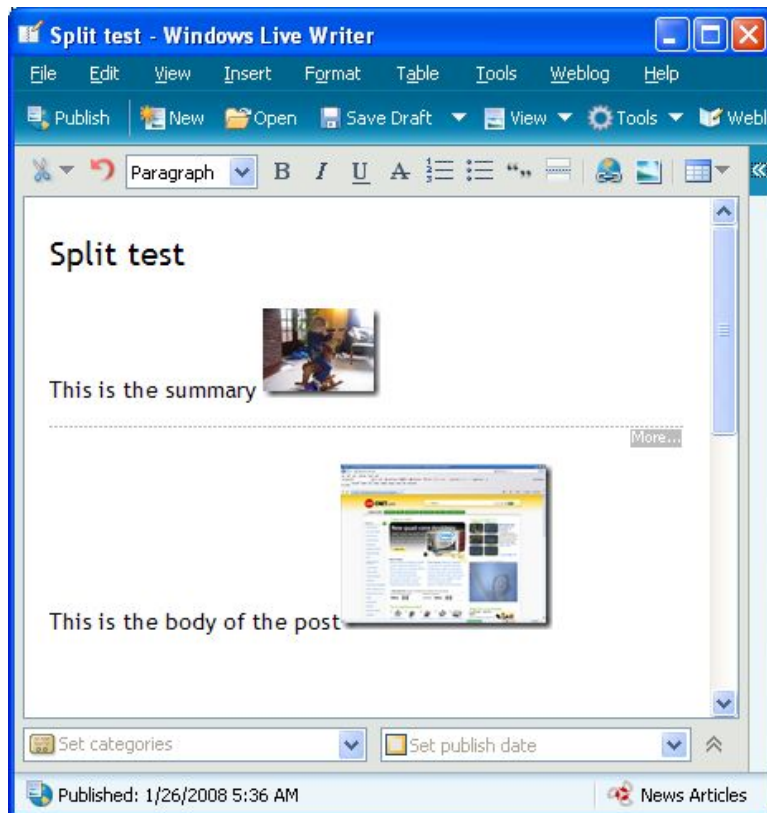 Split test - Windows Live Writer
File Edit View Insert Format Table Tools Weblog Help
Publish New Open Save Draft View Tools Webl
Paragraph B I U A
Split test
This is the summary
More...
This is the body of the post
Set categories Set publish date
Published: 1/26/2008 5:36 AM News Articles